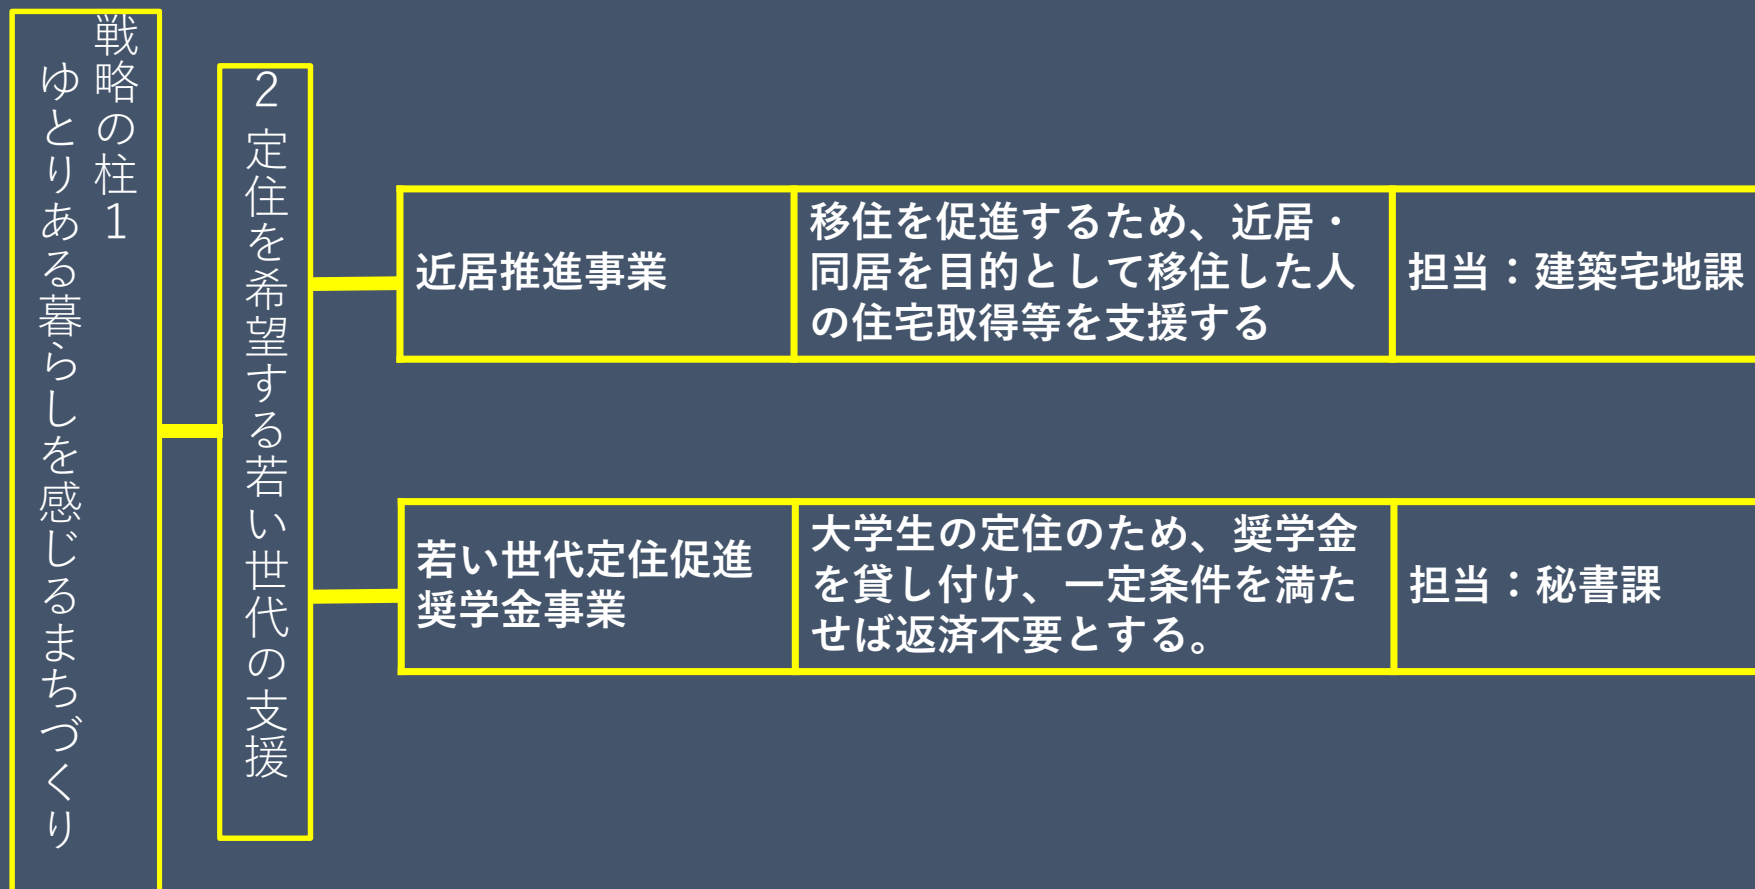 戦略の柱１
ゆとりある暮らしを感じるまちづくり
２ 定住を希望する若い世代の支援
近居推進事業
移住を促進するため、近居・
同居を目的として移住した人
の住宅取得等を支援する
担当：建築宅地課
若い世代定住促進
奨学金事業
大学生の定住のため、奨学金
を貸し付け、一定条件を満た
せば返済不要とする。
担当：秘書課